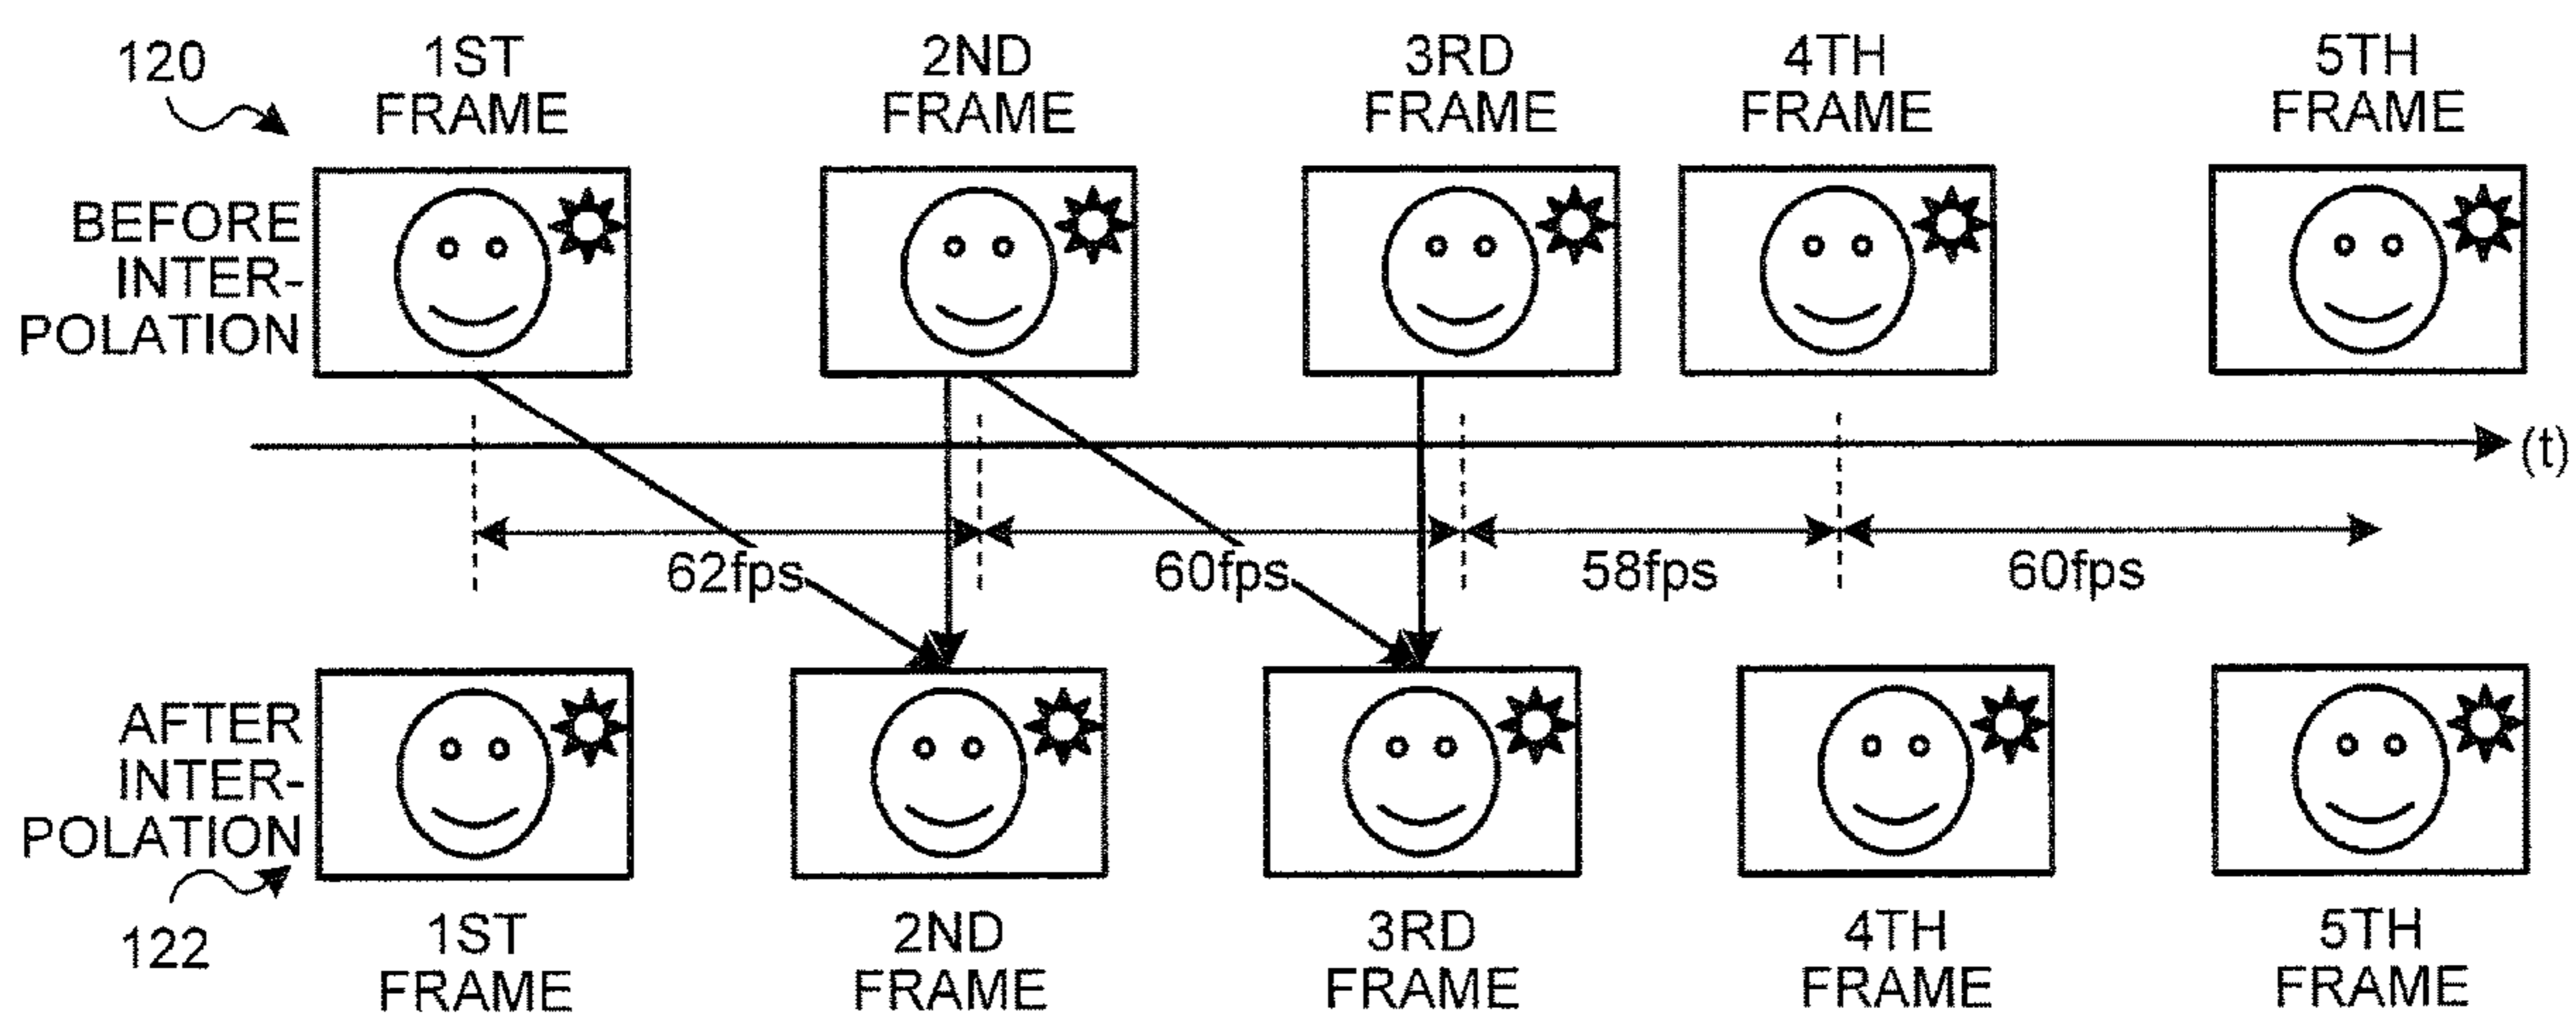 120
1ST
FRAME
2ND
FRAME
3RD
FRAME
4TH
FRAME
5TH
FRAME
BEFORE
INTER-
POLATION
(t)
62fps
60fps
58fps
60fps
AFTER
INTER-
POLATION
122
1ST
FRAME
2ND
FRAME
3RD
FRAME
4TH
FRAME
5TH
FRAME